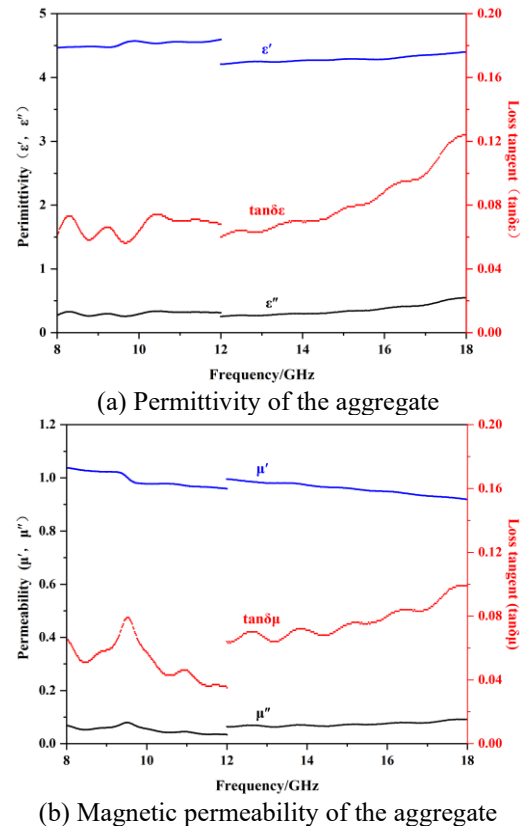 5
4
3
2
1
0
0.20
0.16
0.12
0.08
0.04
0.00
Perimittivity (ε′, ε″)
Loss tangent (tanδε)
ε′
tanδε
ε″
8 10 12 14 16 18
Frequency/GHz
(a) Permittivity of the aggregate
1.2
1.0
0.8
0.6
0.4
0.2
0.0
0.20
0.16
0.12
0.08
0.04
0.00
Permeability (μ′, μ″)
Loss tangent (tanδμ)
μ′
tanδμ
μ″
8 10 12 14 16 18
Frequency/GHz
(b) Magnetic permeability of the aggregate